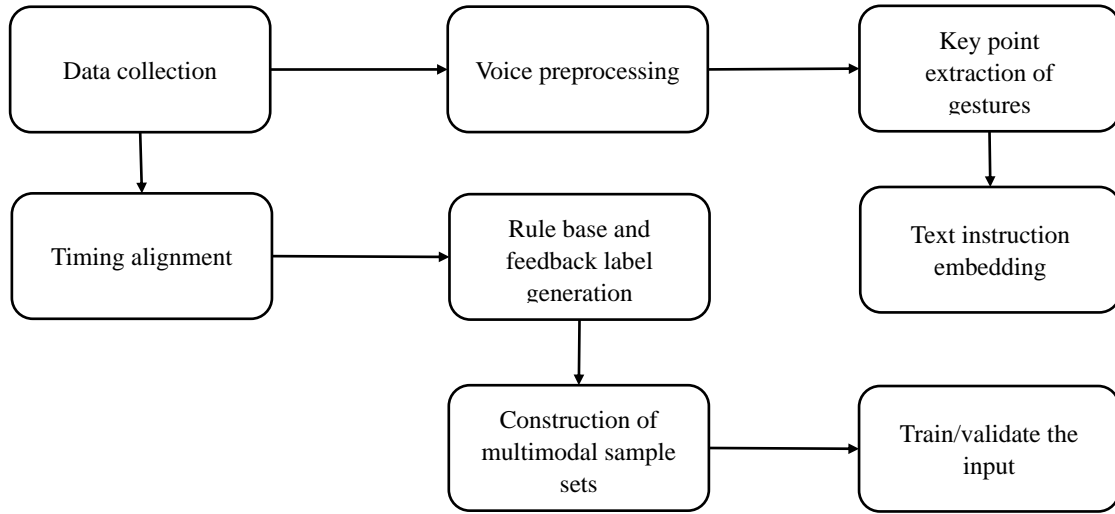 Data collection
Voice preprocessing
Key point
extraction of
gestures
Timing alignment
Rule base and
feedback label
generation
Text instruction
embedding
Construction of
multimodal sample
sets
Train/validate the
input